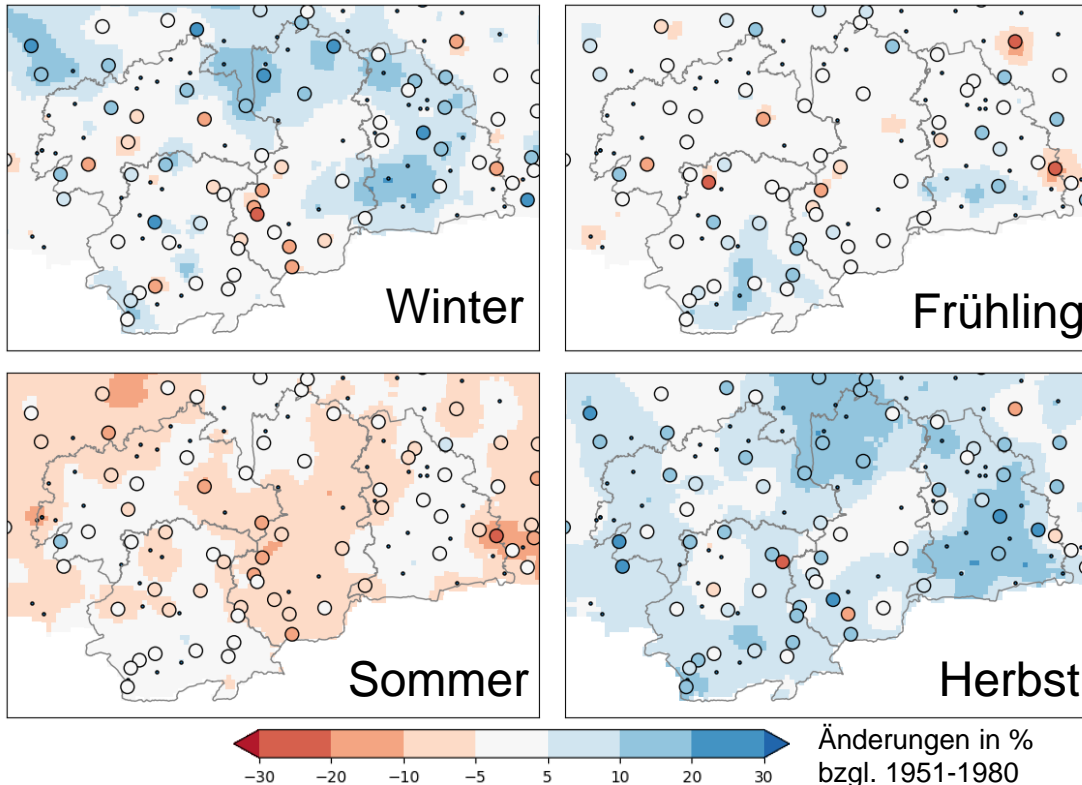 Winter
Frühling
Sommer
Herbst
−30 −20 −10 −5 5 10 20 30
Änderungen in %
bzgl. 1951-1980